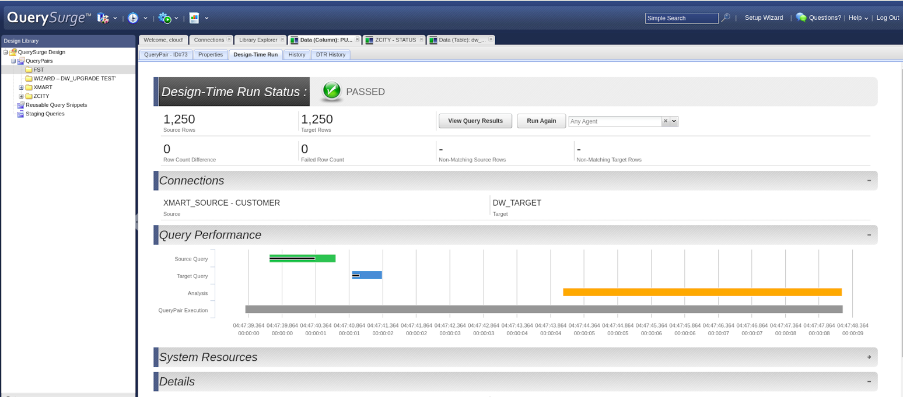 QuerySurge™
Simple Search
Setup Wizard
Questions?
Help
Log Out
Design Library
QuerySurge Design
QueryPairs
PST
WIZARD - DW_UPGRADE TEST'
XMART
ZCITY
Reusable Query Snippets
Staging Queries
Welcome, cloud
Connections
Library Explorer
Data (Column): PU...
ZCITY - STATUS
Data (Table): dw_...
Properties
Design-Time Run
History
DTR History
Design-Time Run Status :
PASSED
1,250
Source Rows
1,250
Target Rows
View Query Results
Run Again
Any Agent
0
Row Count Difference
0
Failed Row Count
-
Non-Matching Source Rows
-
Non-Matching Target Rows
Connections
XMART_SOURCE - CUSTOMER
Source
DW_TARGET
Target
Query Performance
Source Query
Target Query
Analysis
QueryPair Execution
04:47:39.364 04:47:39.864 04:47:40.364 04:47:40.864 04:47:41.364 04:47:41.864 04:47:42.364 04:47:42.864 04:47:43.364 04:47:43.864 04:47:44.364 04:47:44.864 04:47:45.364 04:47:45.864 04:47:46.364 04:47:46.864 04:47:47.364 04:47:47.864 04:47:48.364
00:00:00 00:00:00 00:00:01 00:00:01 00:00:02 00:00:02 00:00:03 00:00:03 00:00:04 00:00:04 00:00:05 00:00:05 00:00:06 00:00:06 00:00:07 00:00:07 00:00:08 00:00:08 00:00:09
System Resources
Details